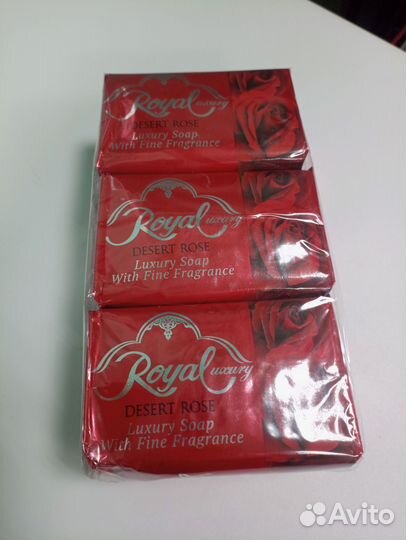 Royal Luxury
DESERT ROSE
Luxury Soap
With Fine Fragrance
Royal Luxury
DESERT ROSE
Luxury Soap
With Fine Fragrance
Royal Luxury
DESERT ROSE
Luxury Soap
With Fine Fragrance
Avito